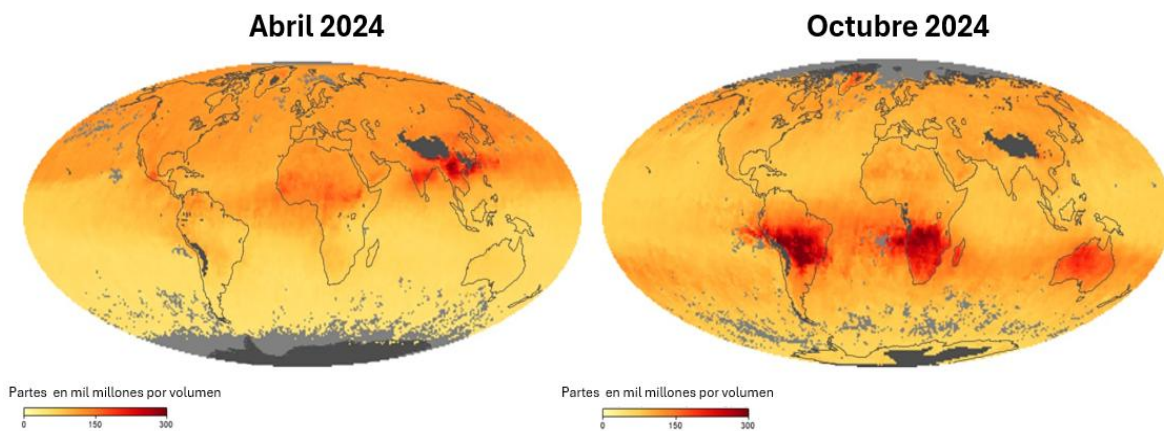 Abril 2024
Octubre 2024
Partes en mil millones por volumen
0 150 300
Partes en mil millones por volumen
0 150 300